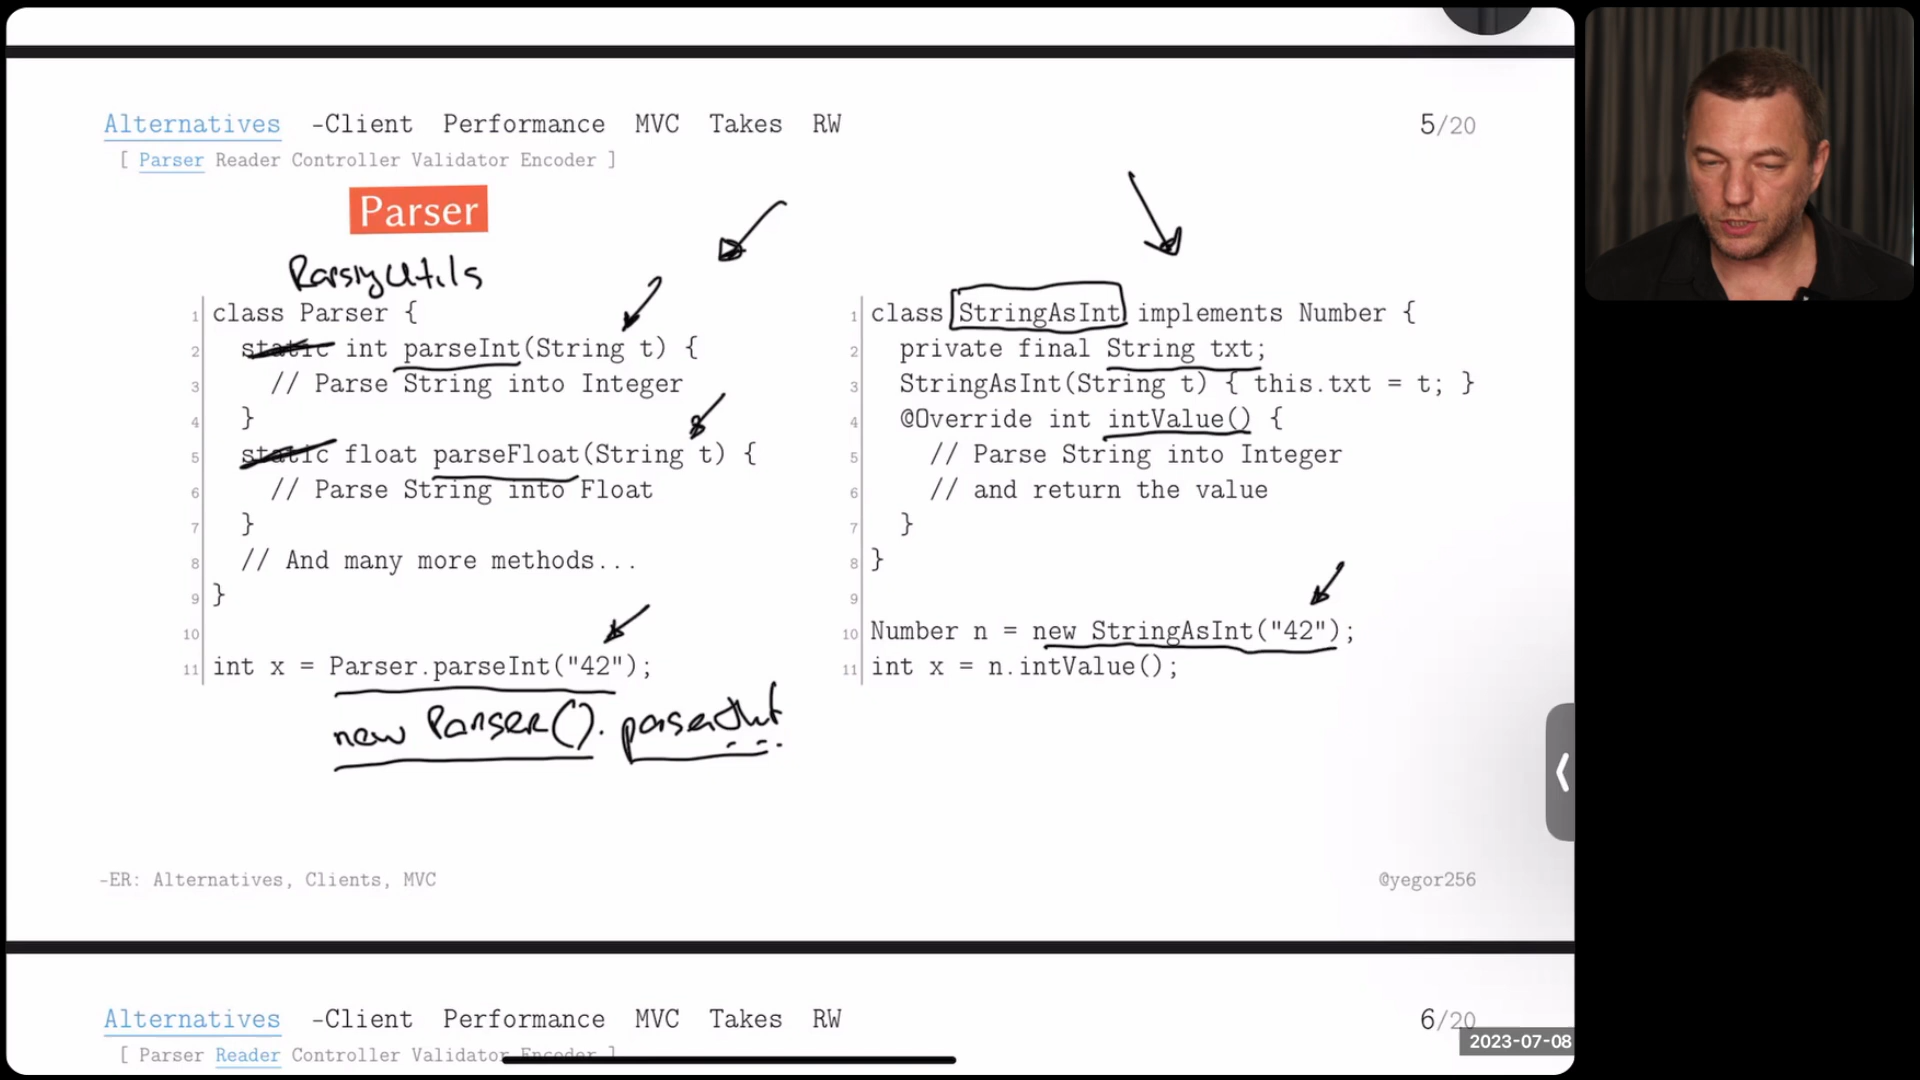 Alternatives -Client Performance MVC Takes RW 5/20
[ Parser Reader Controller Validator Encoder ]
Parser
ParsingUtils
1 class Parser {
2 static int parseInt(String t) {
3 // Parse String into Integer
4 }
5 static float parseFloat(String t) {
6 // Parse String into Float
7 }
8 // And many more methods...
9 }
10
11 int x = Parser.parseInt("42");
new Parser(). parseInt
1 class StringAsInt implements Number {
2 private final String txt;
3 StringAsInt(String t) { this.txt = t; }
4 @Override int intValue() {
5 // Parse String into Integer
6 // and return the value
7 }
8 }
9
10 Number n = new StringAsInt("42");
11 int x = n.intValue();
-ER: Alternatives, Clients, MVC
@yegor256
Alternatives -Client Performance MVC Takes RW 6/20
[ Parser Reader Controller Validator Encoder ]
2023-07-08